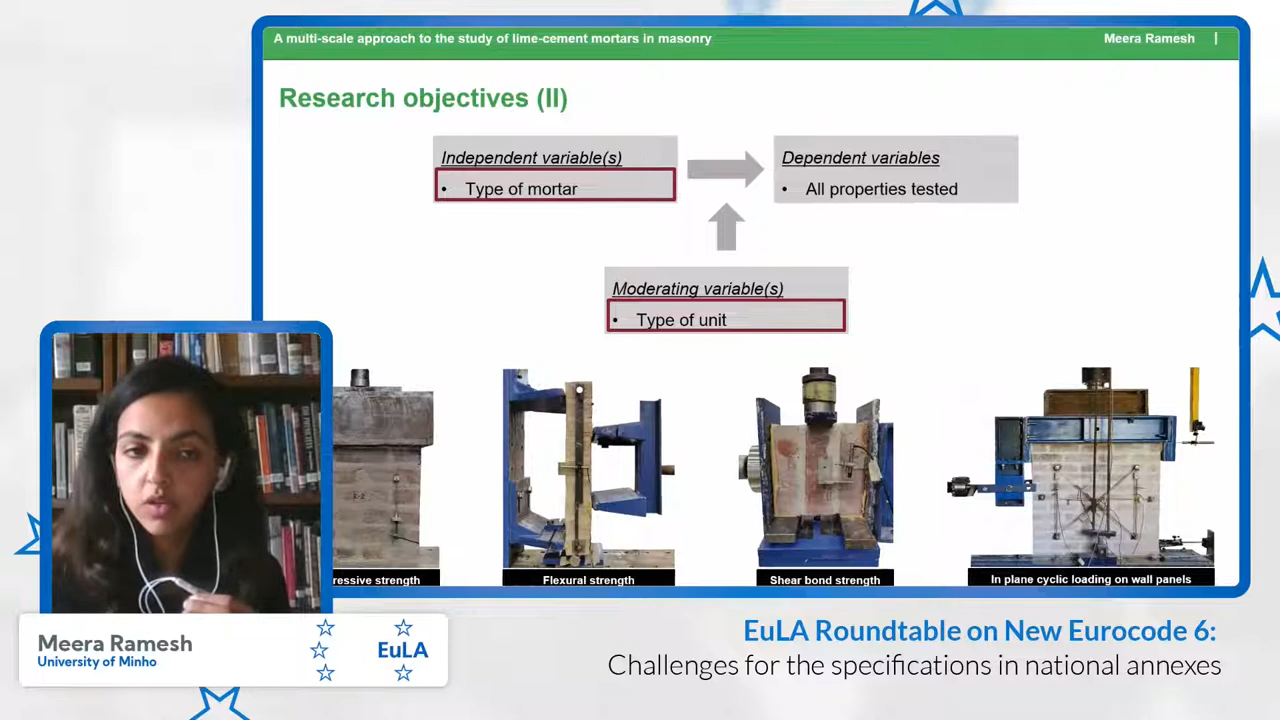 A multi-scale approach to the study of lime-cement mortars in masonry
Meera Ramesh
Research objectives (II)
Independent variable(s)
• Type of mortar
Dependent variables
• All properties tested
Moderating variable(s)
• Type of unit
ressive strength
Flexural strength
Shear bond strength
In plane cyclic loading on wall panels
Meera Ramesh
University of Minho
EuLA
EuLA Roundtable on New Eurocode 6:
Challenges for the specifications in national annexes